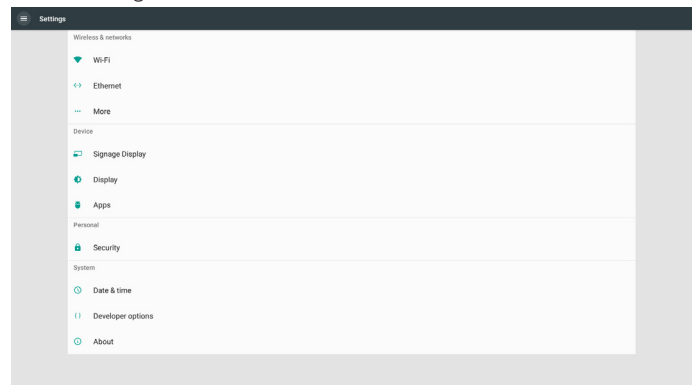 Settings
Wireless & networks
Wi-Fi
Ethernet
More
Device
Signage Display
Display
Apps
Personal
Security
System
Date & time
Developer options
About